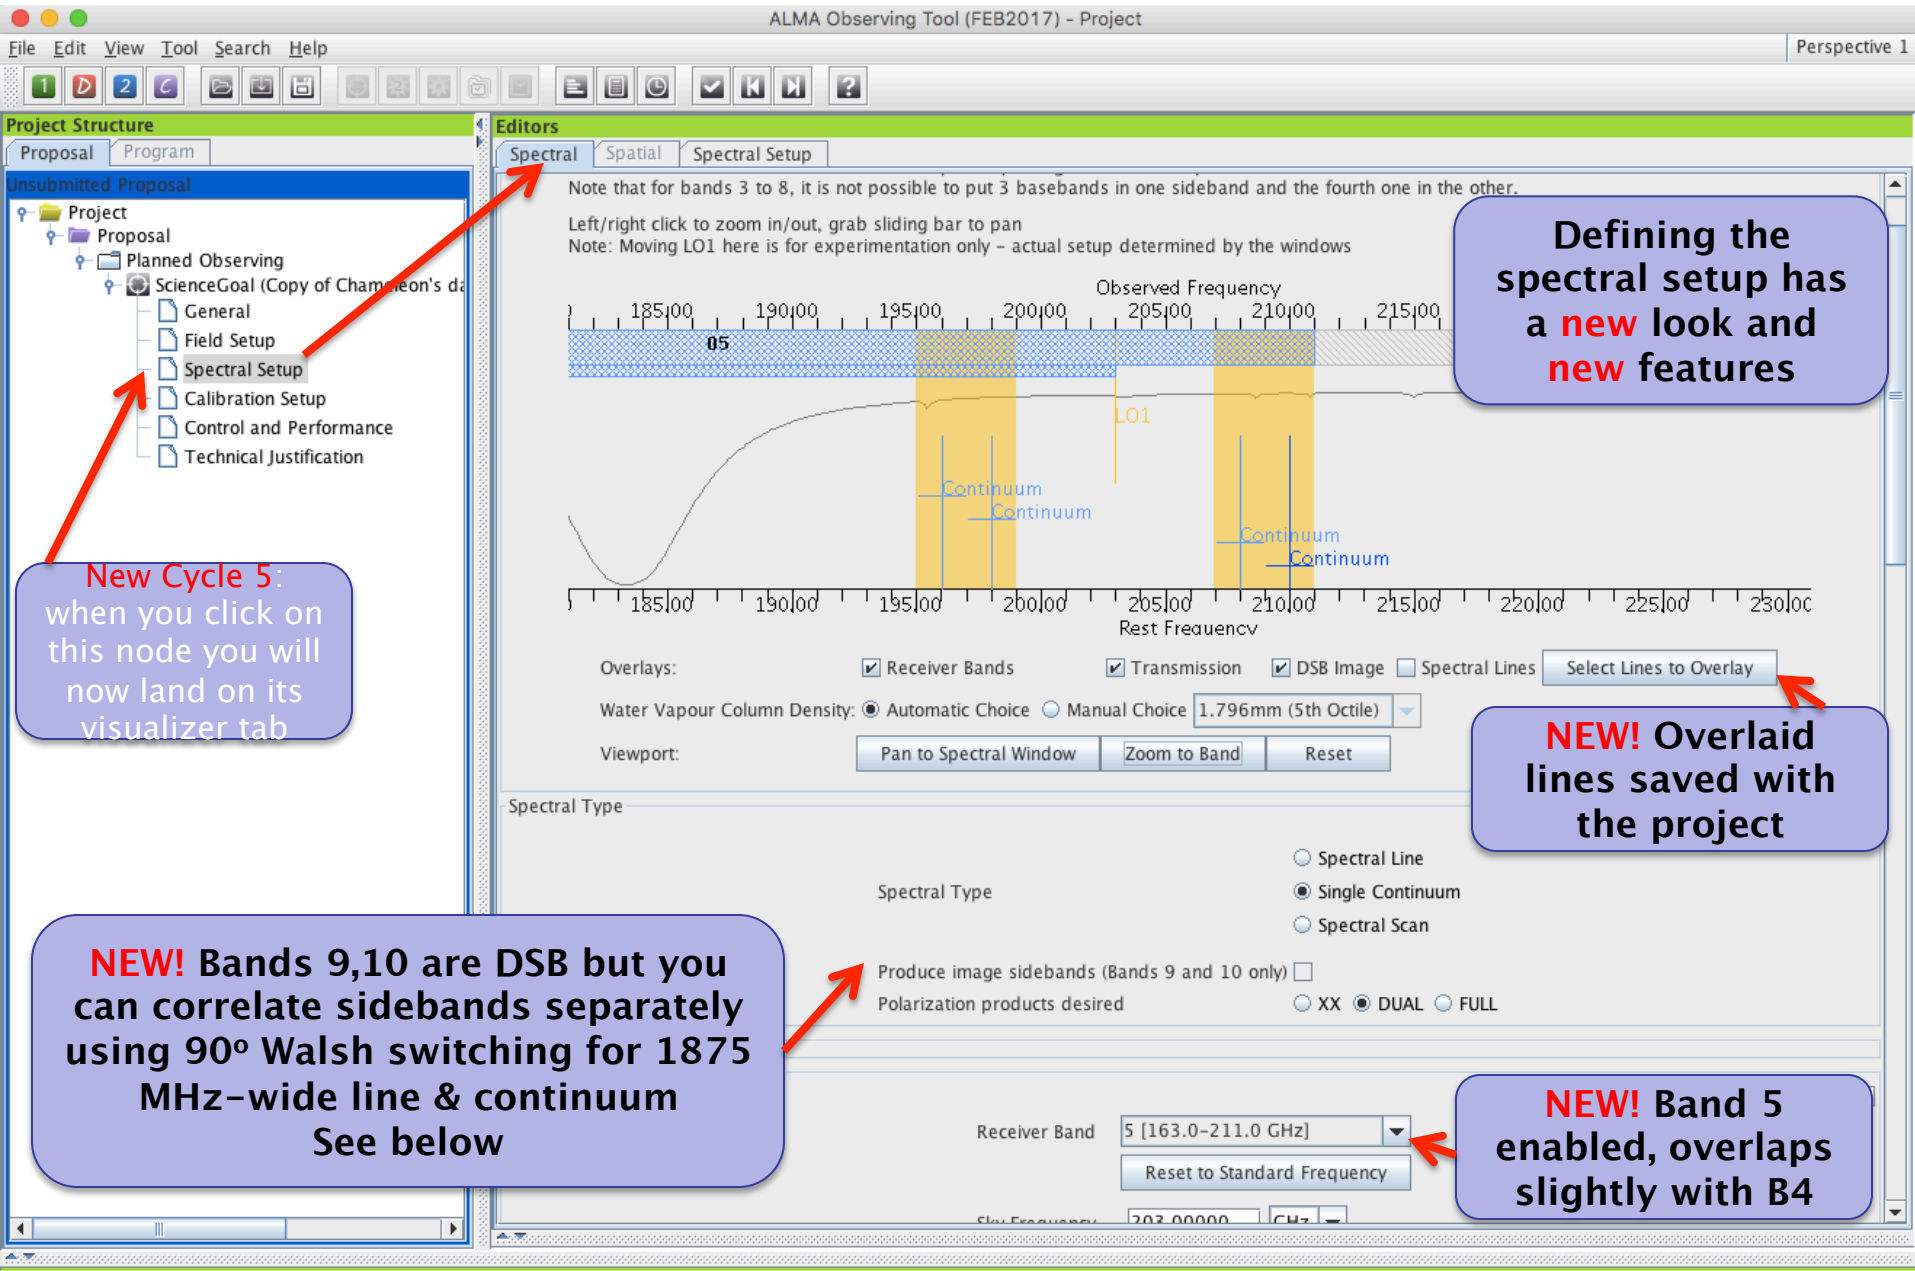 ALMA Observing Tool (FEB2017) - Project
File Edit View Tool Search Help
Perspective 1
1 D 2 C
?
Project Structure
Proposal Program
Unsubmitted Proposal
Project
Proposal
Planned Observing
ScienceGoal (Copy of Chameleon's da
General
Field Setup
Spectral Setup
Calibration Setup
Control and Performance
Technical Justification
New Cycle 5:
when you click on
this node you will
now land on its
visualizer tab
Editors
Spectral Spatial Spectral Setup
Note that for bands 3 to 8, it is not possible to put 3 basebands in one sideband and the fourth one in the other.
Left/right click to zoom in/out, grab sliding bar to pan
Note: Moving LO1 here is for experimentation only - actual setup determined by the windows
Defining the
spectral setup has
a new look and
new features
Observed Frequency
185.00 190.00 195.00 200.00 205.00 210.00 215.00
05
LO1
Continuum
Continuum
Continuum
Continuum
185.00 190.00 195.00 200.00 205.00 210.00 215.00 220.00 225.00 230.00
Rest Frequency
Overlays: Receiver Bands Transmission DSB Image Spectral Lines Select Lines to Overlay
Water Vapour Column Density: Automatic Choice Manual Choice 1.796mm (5th Octile)
Viewport: Pan to Spectral Window Zoom to Band Reset
NEW! Overlaid
lines saved with
the project
Spectral Type
Spectral Type
Spectral Line
Single Continuum
Spectral Scan
Produce image sidebands (Bands 9 and 10 only)
Polarization products desired XX DUAL FULL
NEW! Bands 9,10 are DSB but you
can correlate sidebands separately
using 90º Walsh switching for 1875
MHz-wide line & continuum
See below
Receiver Band 5 [163.0-211.0 GHz]
Reset to Standard Frequency
Sky Frequency 203.00000 GHz
NEW! Band 5
enabled, overlaps
slightly with B4